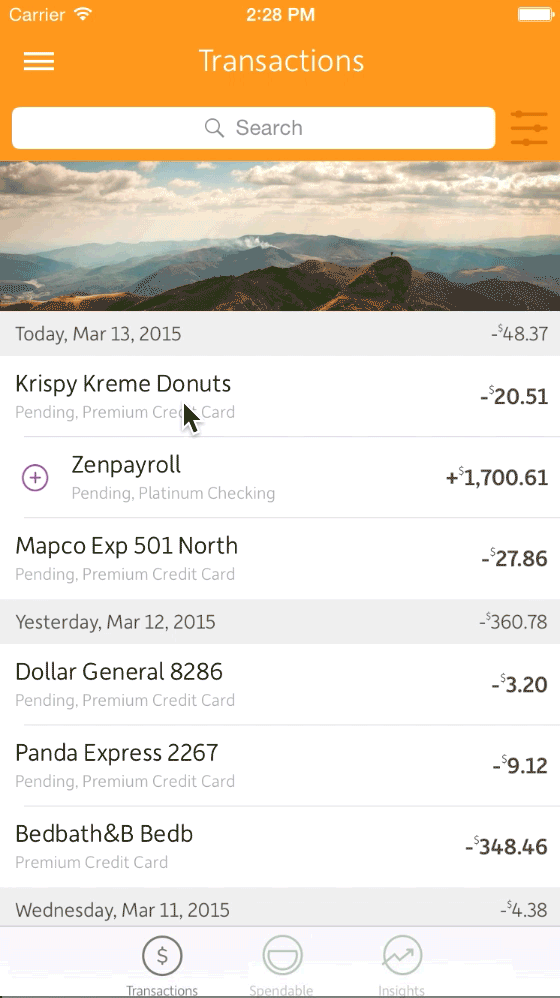 Carrier 2:28 PM
Transactions
Search
Today, Mar 13, 2015 -$48.37
Krispy Kreme Donuts
Pending, Premium Credit Card
-$20.51
Zenpayroll
Pending, Platinum Checking
+$1,700.61
Mapco Exp 501 North
Pending, Premium Credit Card
-$27.86
Yesterday, Mar 12, 2015 -$360.78
Dollar General 8286
Pending, Premium Credit Card
-$3.20
Panda Express 2267
Pending, Premium Credit Card
-$9.12
Bedbath&B Bedb
Premium Credit Card
-$348.46
Wednesday, Mar 11, 2015 -$4.38
$
Transactions Spendable Insights